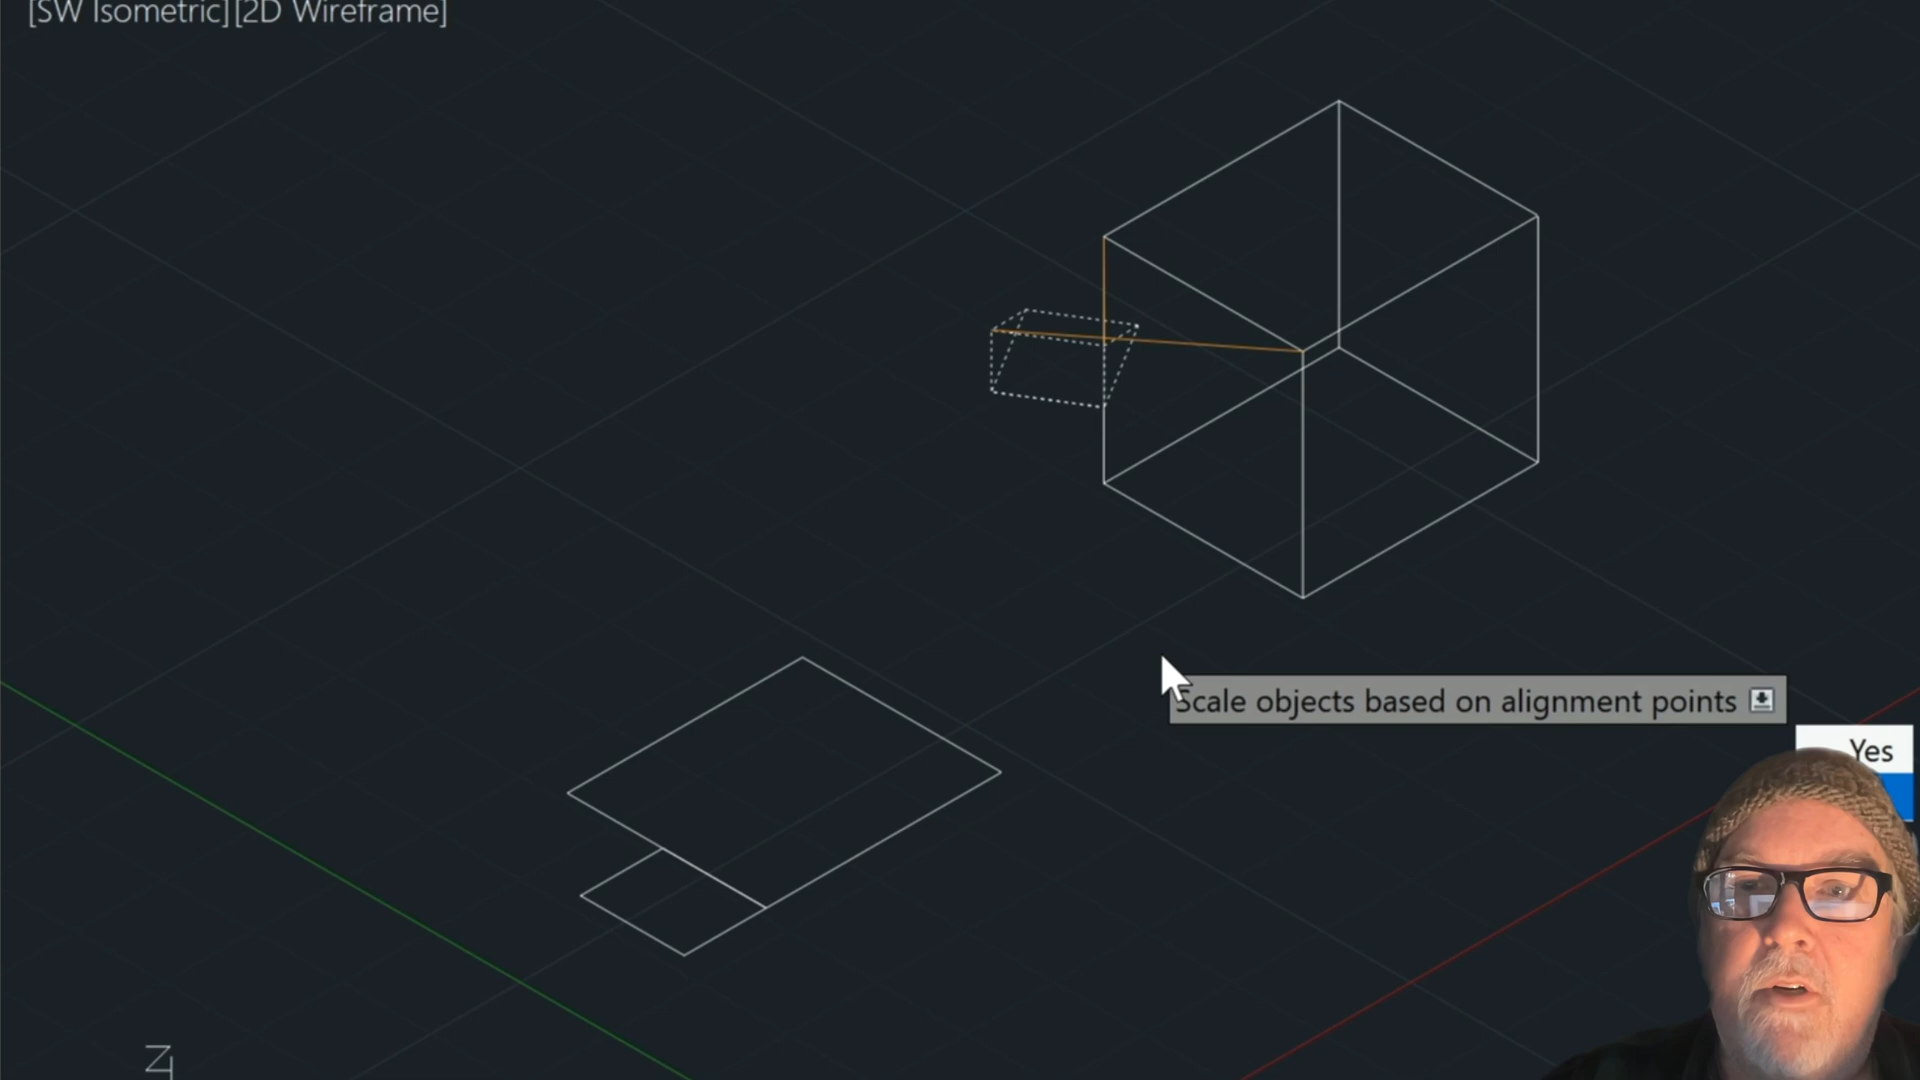 [SW Isometric][2D Wireframe]
Scale objects based on alignment points
Yes
Z